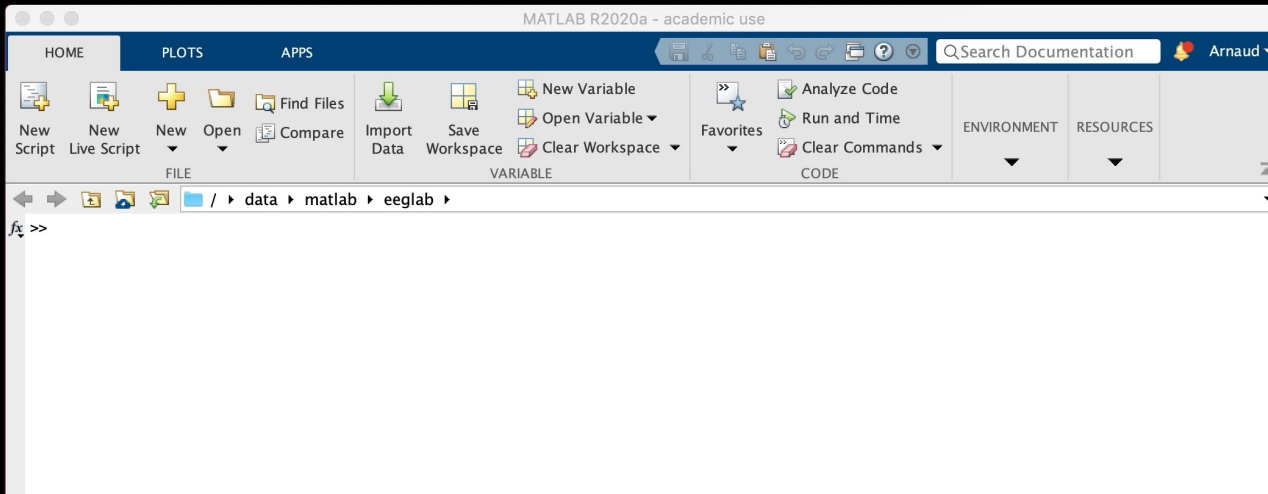 MATLAB R2020a - academic use
HOME PLOTS APPS Search Documentation Arnaud
New Script
New Live Script
New
Open
Find Files
Compare
FILE
Import Data
Save Workspace
New Variable
Open Variable
Clear Workspace
VARIABLE
Favorites
Analyze Code
Run and Time
Clear Commands
CODE
ENVIRONMENT
RESOURCES
/ data matlab eeglab
fx >>